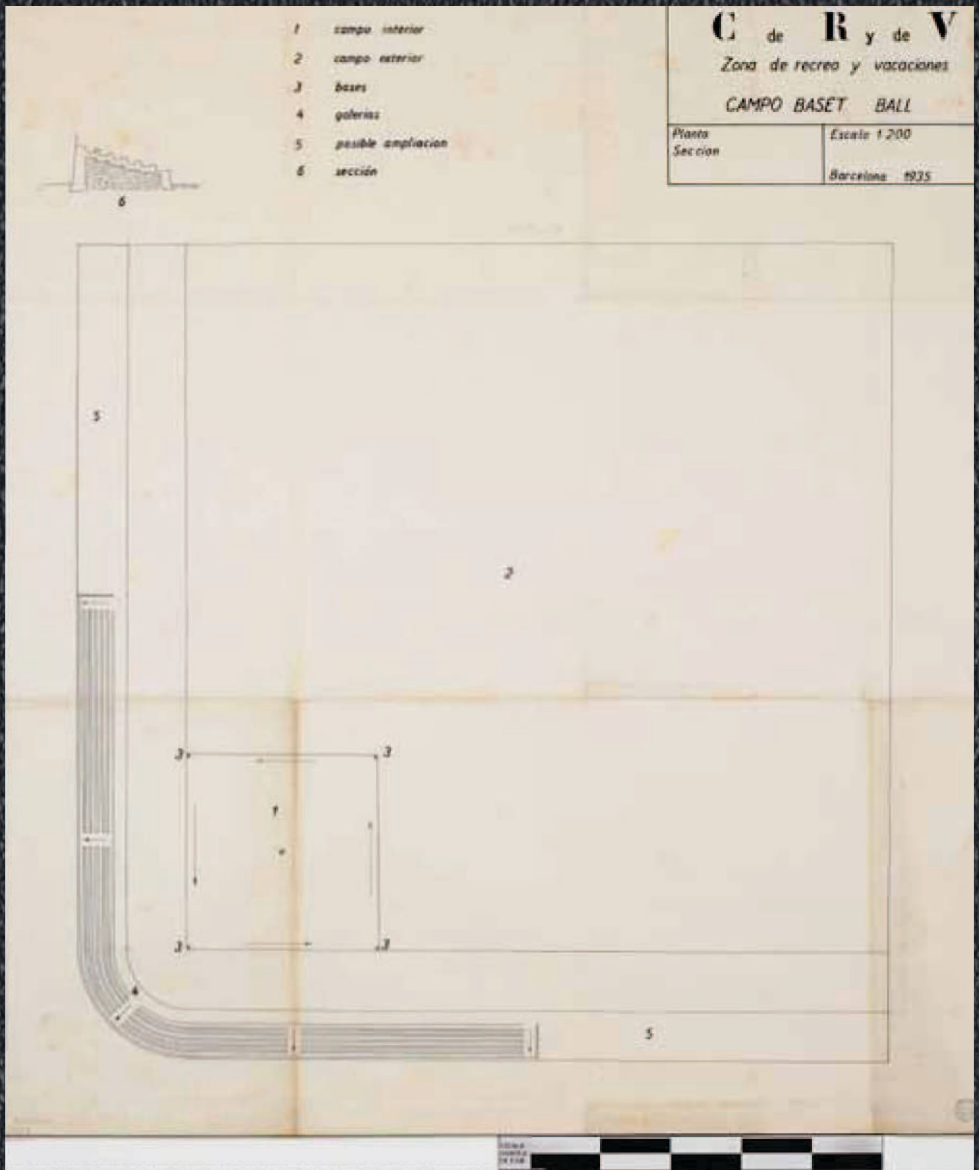 C de R y de V
Zona de recreo y vacaciones
CAMPO BASET BALL
Planta
Seccion
Escala 1 200
Barcelona 1935
1 campo interior
2 campo exterior
3 bases
4 galerias
5 posible ampliacion
6 sección
6
5
2
3
3
1
3
3
4
5